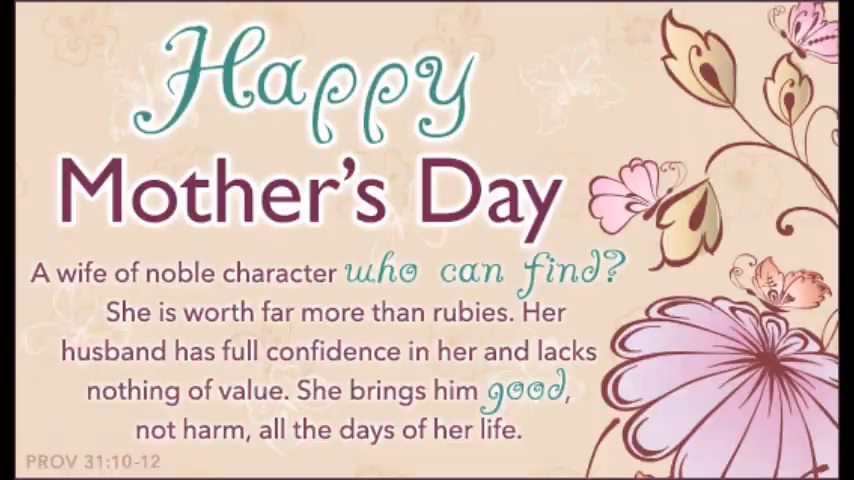 Happy
Mother's Day
A wife of noble character who can find?
She is worth far more than rubies. Her
husband has full confidence in her and lacks
nothing of value. She brings him good,
not harm, all the days of her life.
PROV 31:10-12